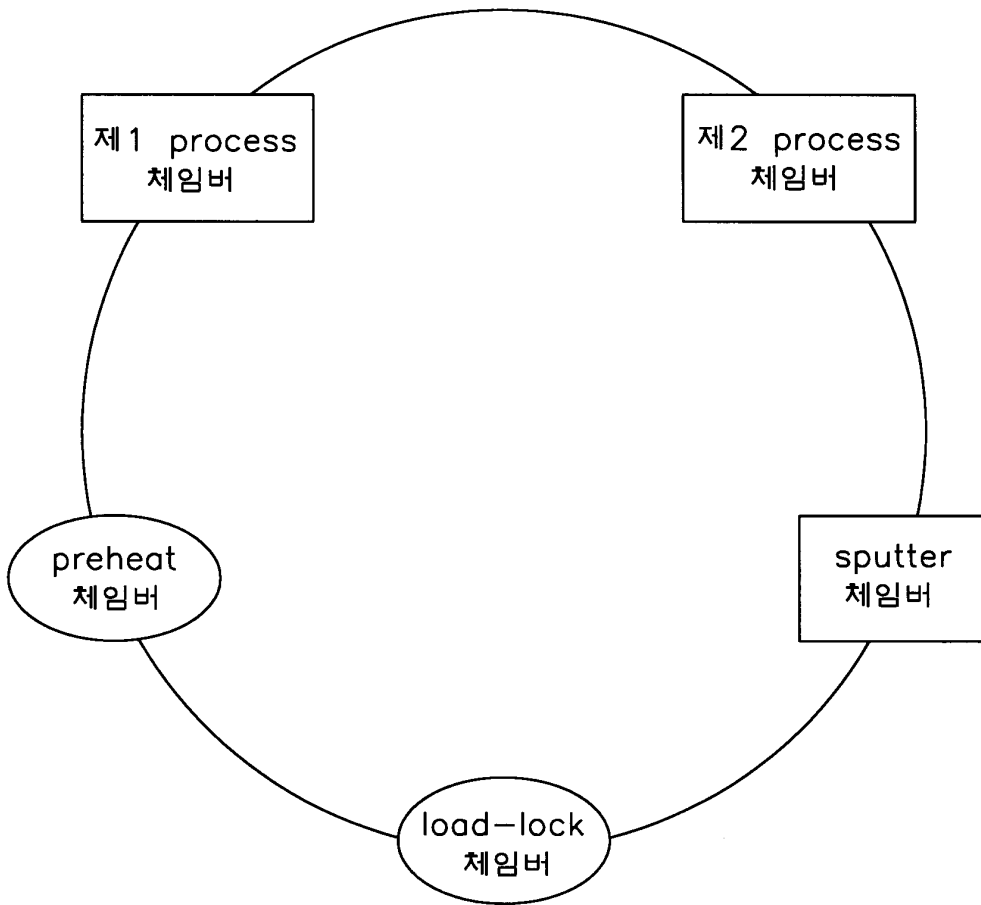 제1 process
체임버
제2 process
체임버
preheat
체임버
sputter
체임버
load-lock
체임버